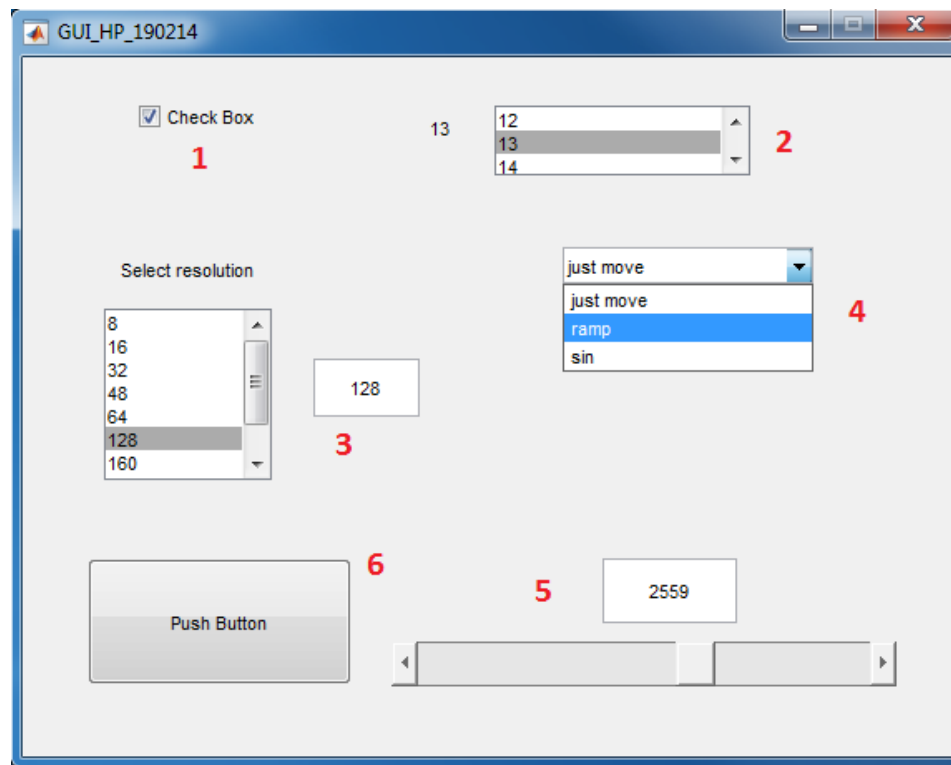 GUI_HP_190214
Check Box
1
13
12
13
14
2
Select resolution
8
16
32
48
64
128
160
128
3
just move
just move
ramp
sin
4
Push Button
6
5
2559